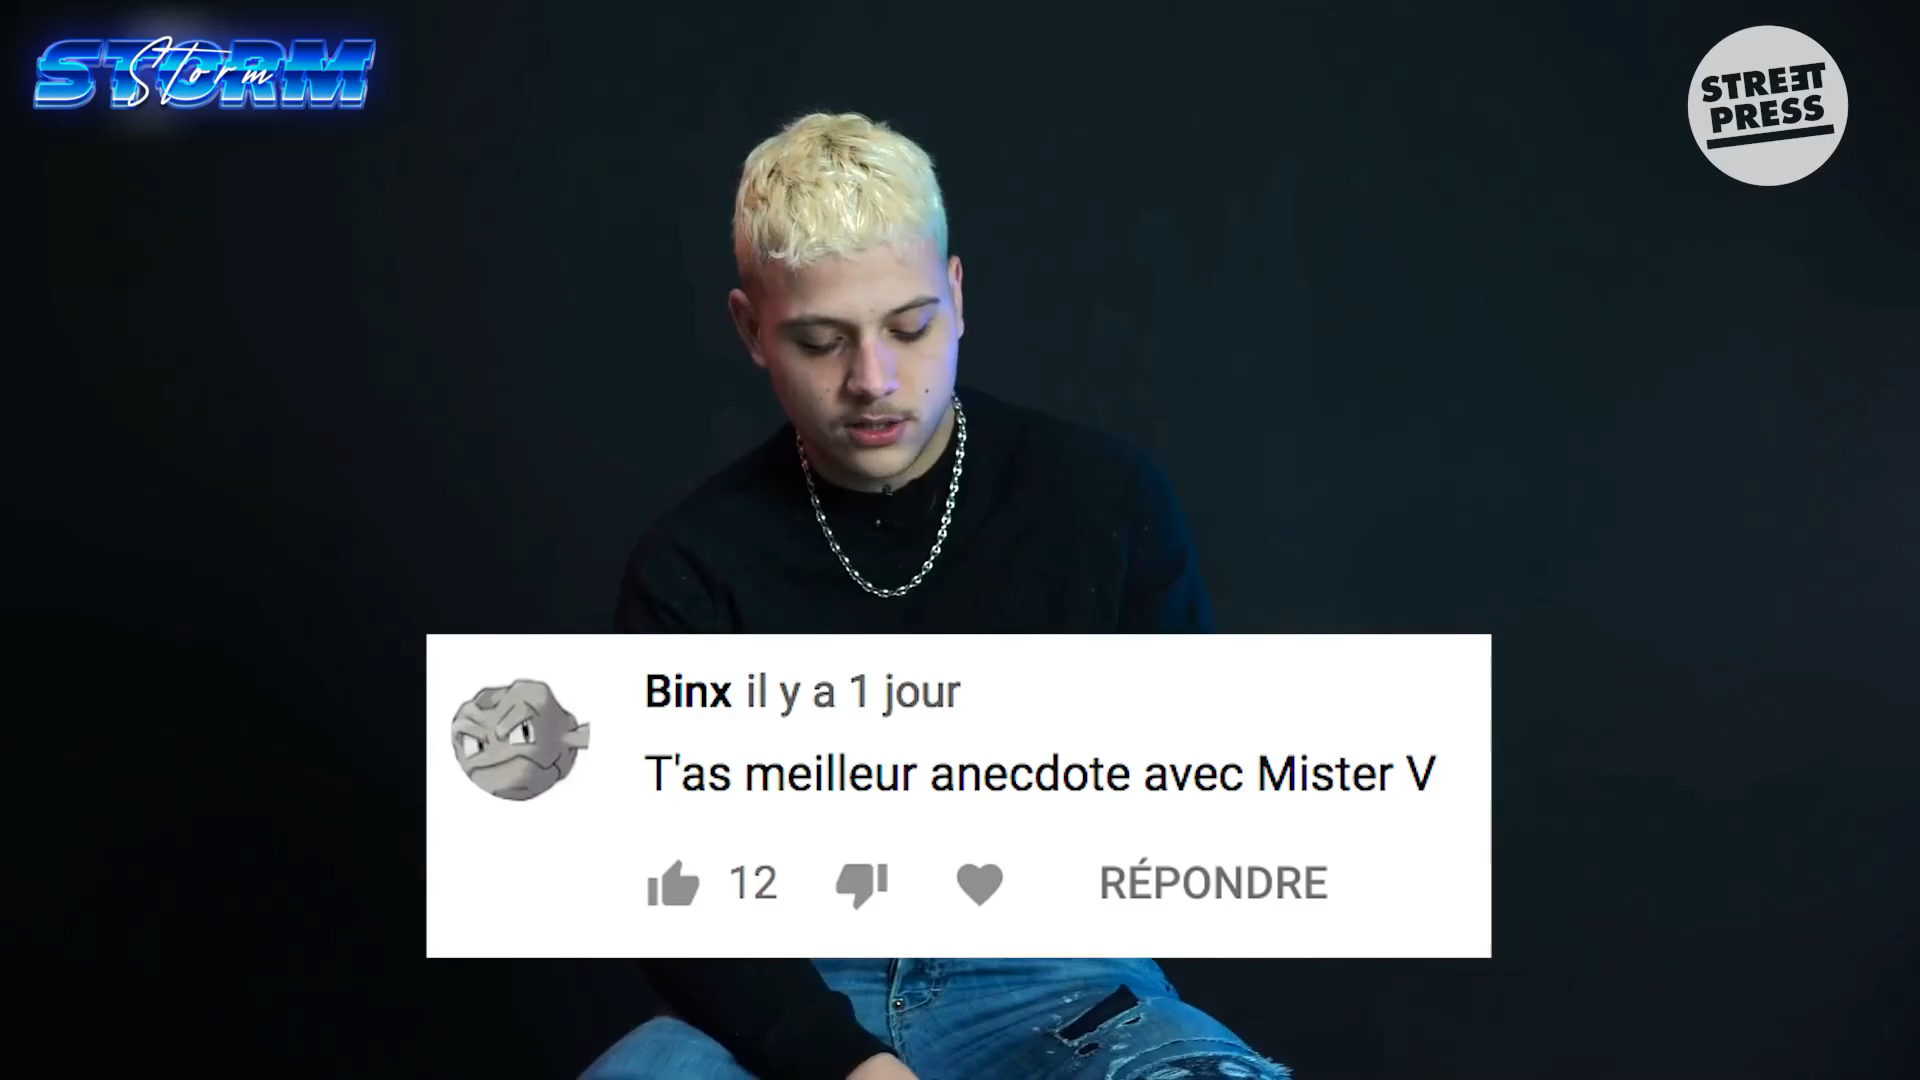 STORM
Storm
STREET
PRESS
Binx il y a 1 jour
T'as meilleur anecdote avec Mister V
12
RÉPONDRE